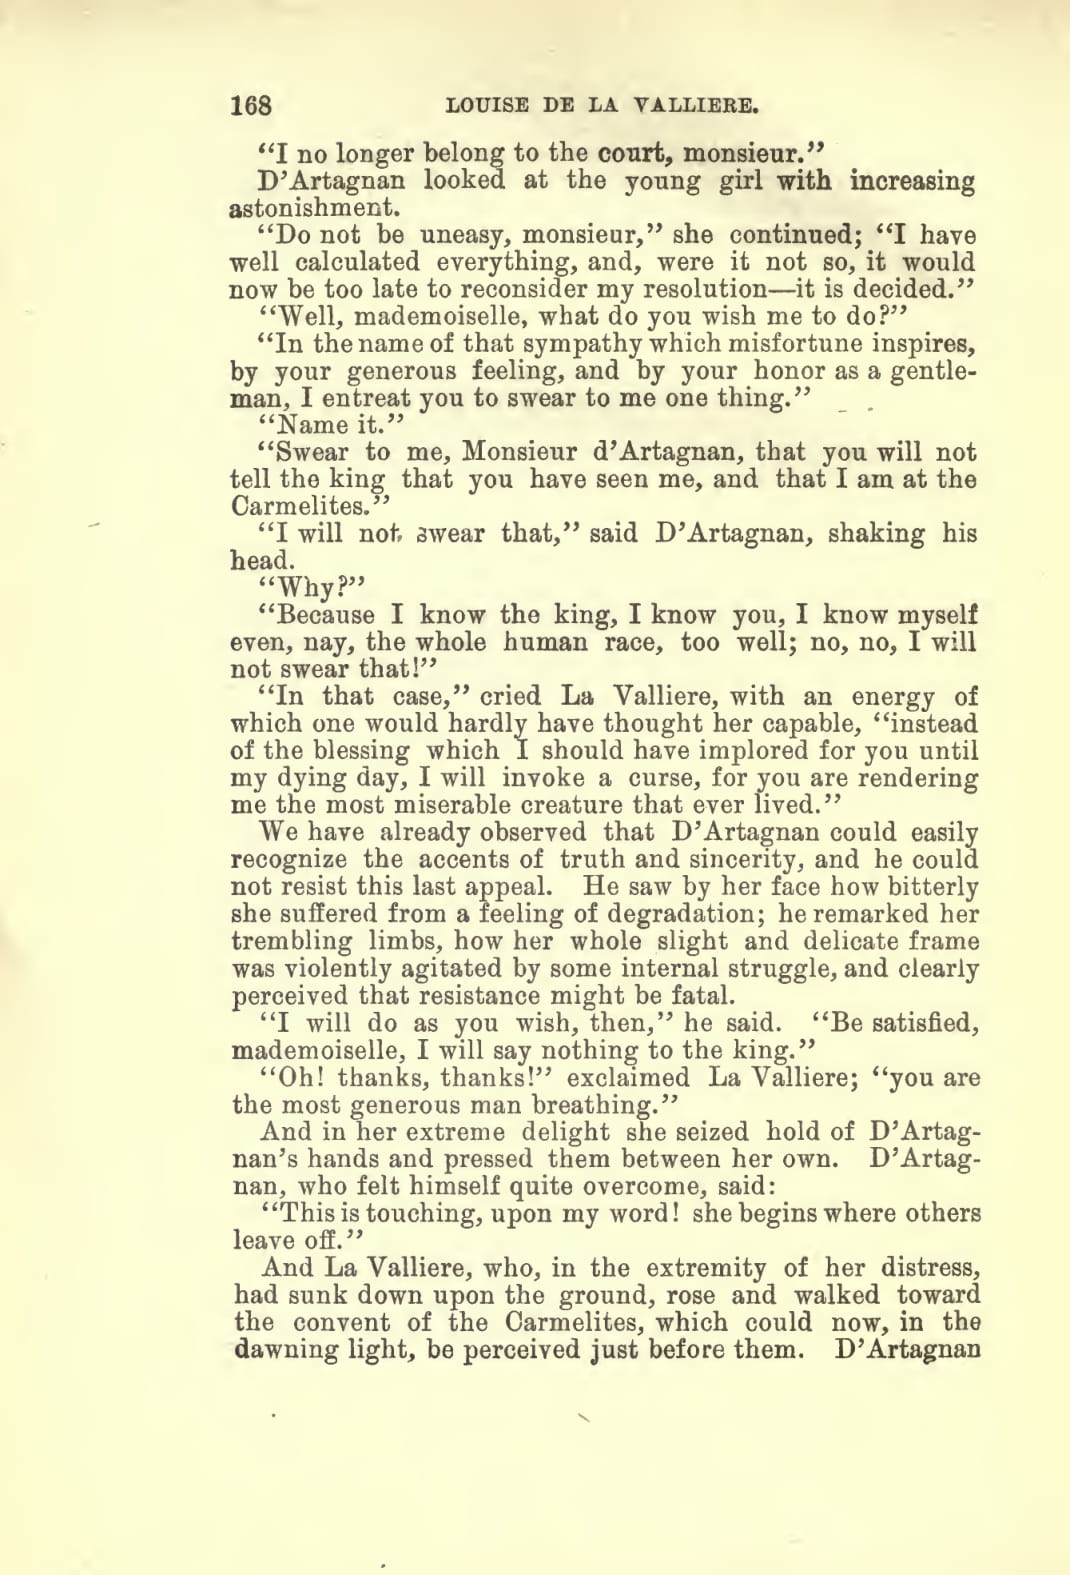 168 LOUISE DE LA VALLIERE.
“I no longer belong to the court, monsieur.”
D’Artagnan looked at the young girl with increasing
astonishment.
“Do not be uneasy, monsieur,” she continued; “I have
well calculated everything, and, were it not so, it would
now be too late to reconsider my resolution—it is decided.”
“Well, mademoiselle, what do you wish me to do?”
“In the name of that sympathy which misfortune inspires,
by your generous feeling, and by your honor as a gentle-
man, I entreat you to swear to me one thing.”
“Name it.”
“Swear to me, Monsieur d’Artagnan, that you will not
tell the king that you have seen me, and that I am at the
Carmelites.”
“I will not swear that,” said D’Artagnan, shaking his
head.
“Why?”
“Because I know the king, I know you, I know myself
even, nay, the whole human race, too well; no, no, I will
not swear that!”
“In that case,” cried La Valliere, with an energy of
which one would hardly have thought her capable, “instead
of the blessing which I should have implored for you until
my dying day, I will invoke a curse, for you are rendering
me the most miserable creature that ever lived.”
We have already observed that D’Artagnan could easily
recognize the accents of truth and sincerity, and he could
not resist this last appeal. He saw by her face how bitterly
she suffered from a feeling of degradation; he remarked her
trembling limbs, how her whole slight and delicate frame
was violently agitated by some internal struggle, and clearly
perceived that resistance might be fatal.
“I will do as you wish, then,” he said. “Be satisfied,
mademoiselle, I will say nothing to the king.”
“Oh! thanks, thanks!” exclaimed La Valliere; “you are
the most generous man breathing.”
And in her extreme delight she seized hold of D’Artag-
nan’s hands and pressed them between her own. D’Artag-
nan, who felt himself quite overcome, said:
“This is touching, upon my word! she begins where others
leave off.”
And La Valliere, who, in the extremity of her distress,
had sunk down upon the ground, rose and walked toward
the convent of the Carmelites, which could now, in the
dawning light, be perceived just before them. D’Artagnan